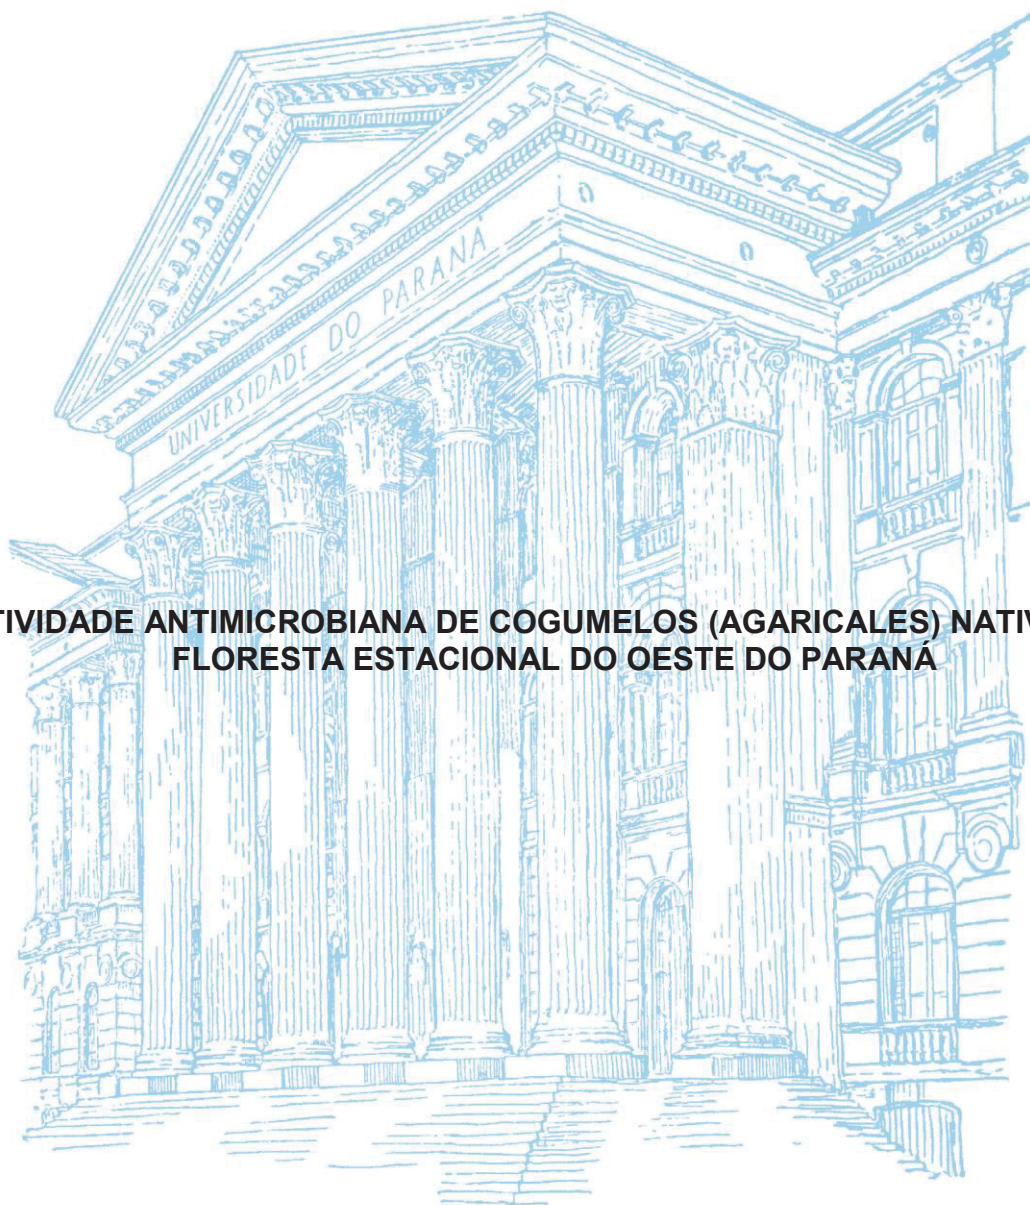 UNIVERSIDADE DO PARANÁ
TIVIDADE ANTIMICROBIANA DE COGUMELOS (AGARICALES) NATIV
FLORESTA ESTACIONAL DO OESTE DO PARANÁ